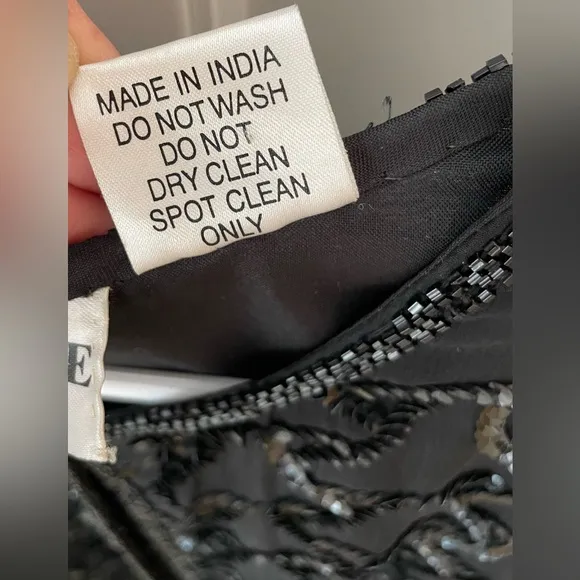 MADE IN INDIA
DO NOT WASH
DO NOT
DRY CLEAN
SPOT CLEAN
ONLY
E